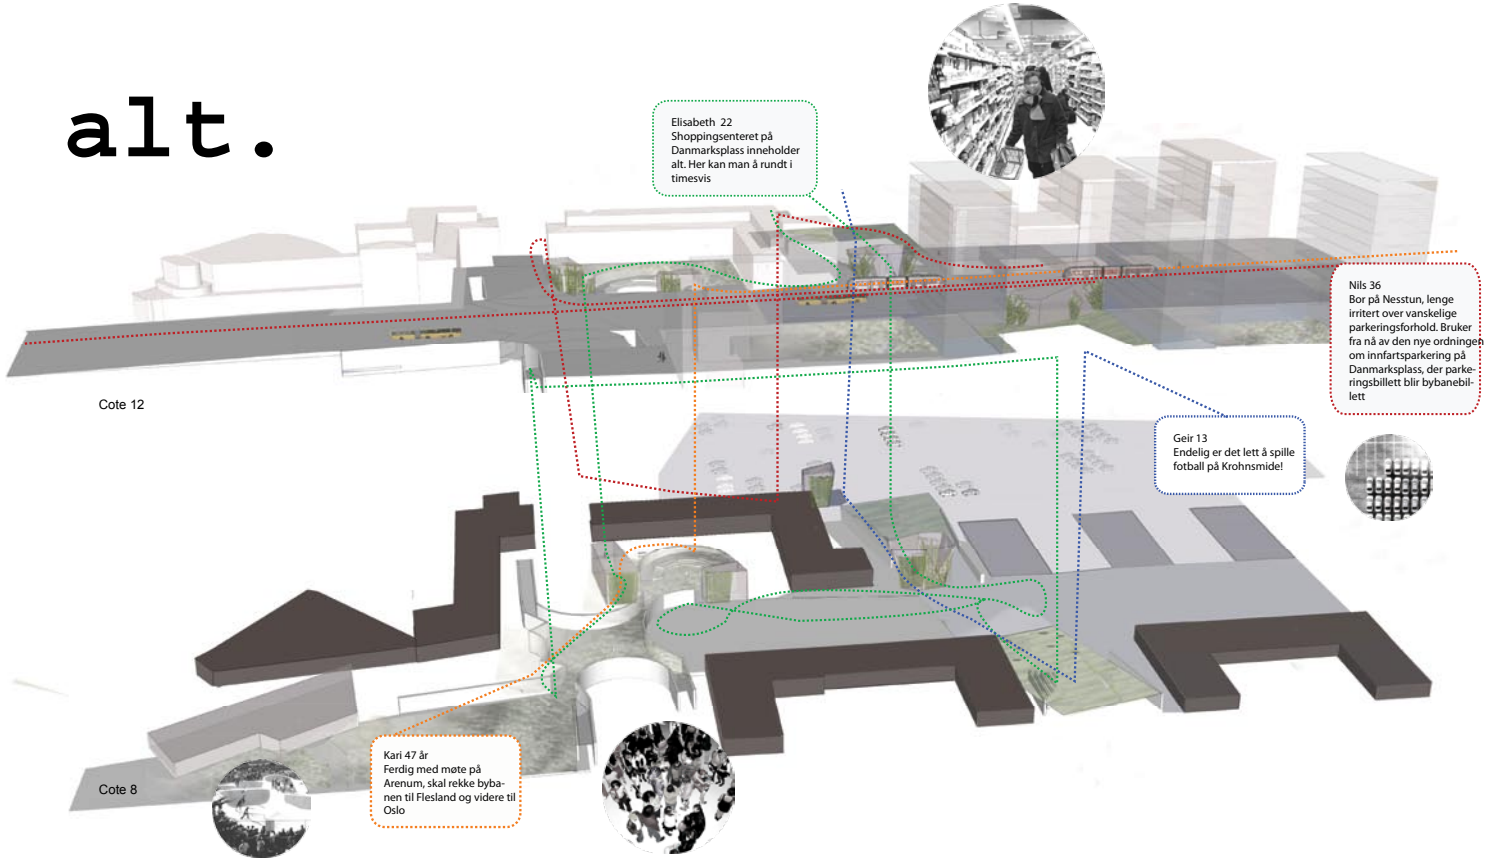 alt.
Elisabeth 22
Shoppingsenteret på
Danmarksplass inneholder
alt. Her kan man å rundt i
timesvis
Nils 36
Bor på Nesstun, lenge
irritert over vanskelige
parkeringsforhold. Bruker
fra nå av den nye ordningen
om innfartsparkering på
Danmarksplass, der parke-
ringsbillett blir bybanebil-
lett
Cote 12
Geir 13
Endelig er det lett å spille
fotball på Krohnsmide!
Kari 47 år
Ferdig med møte på
Arenum, skal rekke byba-
nen til Flesland og videre til
Oslo
Cote 8